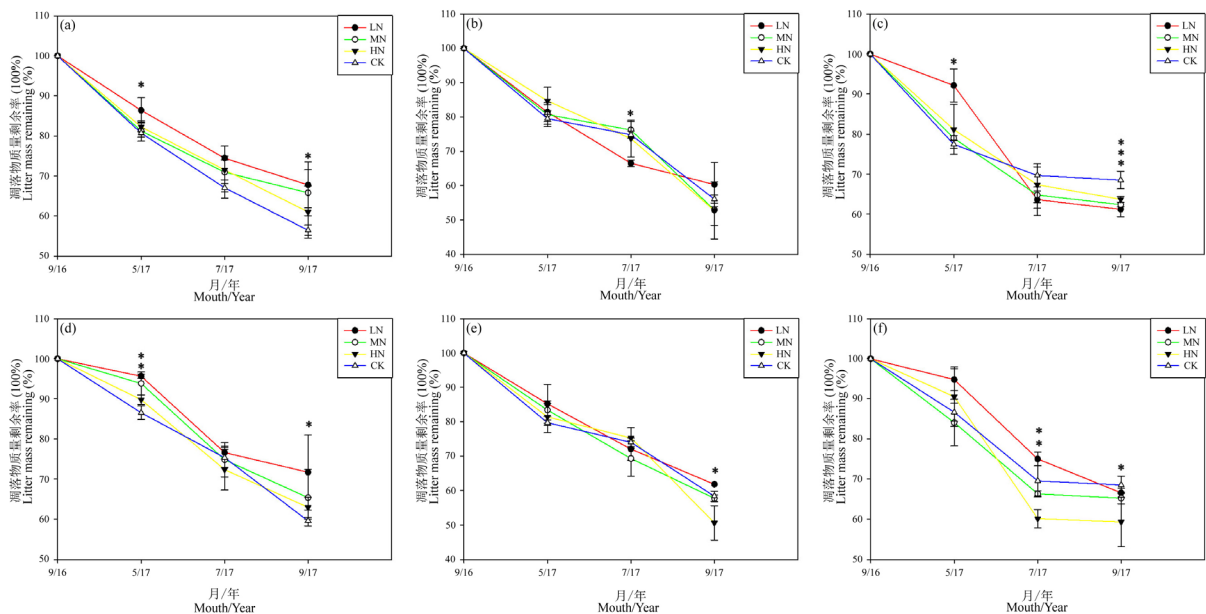 (a)
LN
MN
HN
CK
110
100
90
80
70
60
50
凋落物质量剩余率 (100%)
Litter mass remaining (%)
*
*
9/16
5/17
7/17
9/17
月/年
Mouth/Year
(b)
LN
MN
HN
CK
110
100
90
80
70
60
50
40
凋落物质量剩余率 (100%)
Litter mass remaining (%)
*
9/16
5/17
7/17
9/17
月/年
Mouth/Year
(c)
LN
MN
HN
CK
110
100
90
80
70
60
50
凋落物质量剩余率 (100%)
Litter mass remaining (%)
*
***
9/16
5/17
7/17
9/17
月/年
Mouth/Year
(d)
LN
MN
HN
CK
110
100
90
80
70
60
50
凋落物质量剩余率 (100%)
Litter mass remaining (%)
**
*
9/16
5/17
7/17
9/17
月/年
Mouth/Year
(e)
LN
MN
HN
CK
110
100
90
80
70
60
50
40
凋落物质量剩余率 (100%)
Litter mass remaining (%)
*
9/16
5/17
7/17
9/17
月/年
Mouth/Year
(f)
LN
MN
HN
CK
110
100
90
80
70
60
50
凋落物质量剩余率 (100%)
Litter mass remaining (%)
**
*
9/16
5/17
7/17
9/17
月/年
Mouth/Year